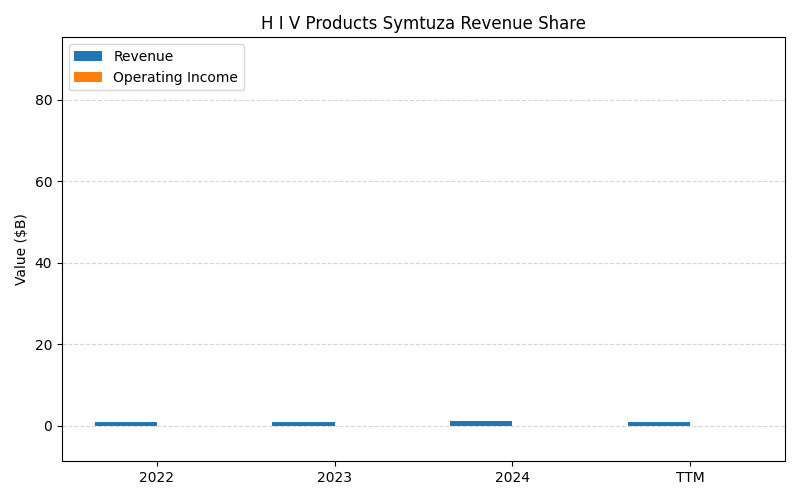 H I V Products Symtuza Revenue Share
Revenue
Operating Income
Value ($B)
80
60
40
20
0
2022 2023 2024 TTM